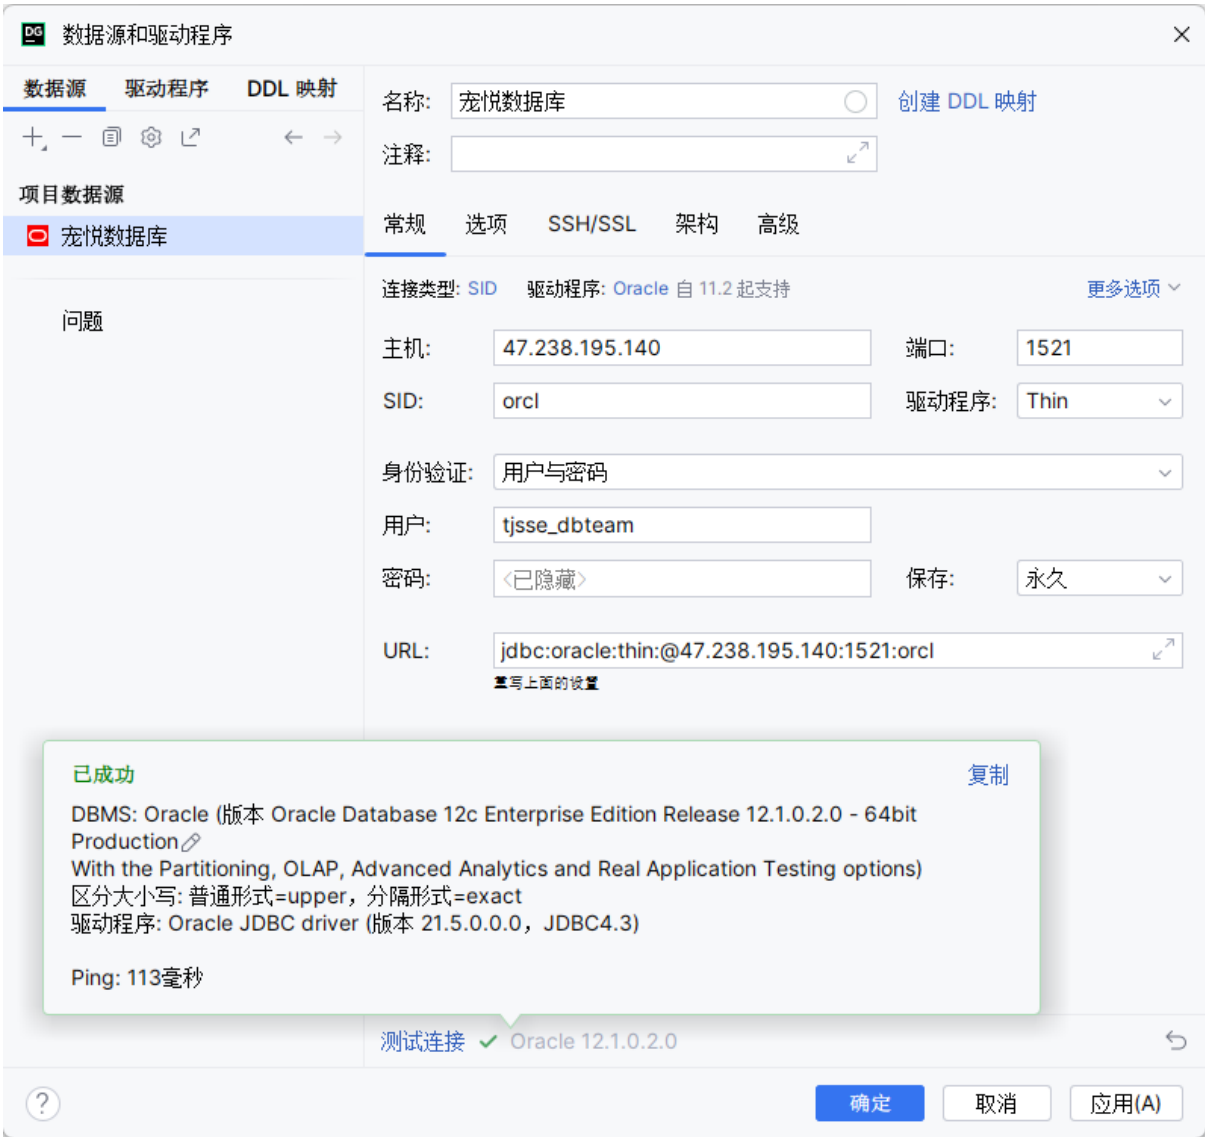 DG 数据源和驱动程序
数据源 驱动程序 DDL 映射
项目数据源
宠悦数据库
问题
名称: 宠悦数据库 创建 DDL 映射
注释:
常规 选项 SSH/SSL 架构 高级
连接类型: SID 驱动程序: Oracle 自 11.2 起支持 更多选项
主机: 47.238.195.140 端口: 1521
SID: orcl 驱动程序: Thin
身份验证: 用户与密码
用户: tjsse_dbteam
密码: <已隐藏> 保存: 永久
URL: jdbc:oracle:thin:@47.238.195.140:1521:orcl
重写上面的设置
已成功 复制
DBMS: Oracle (版本 Oracle Database 12c Enterprise Edition Release 12.1.0.2.0 - 64bit
Production
With the Partitioning, OLAP, Advanced Analytics and Real Application Testing options)
区分大小写: 普通形式=upper，分隔形式=exact
驱动程序: Oracle JDBC driver (版本 21.5.0.0.0，JDBC4.3)
Ping: 113毫秒
测试连接 Oracle 12.1.0.2.0
? 确定 取消 应用(A)